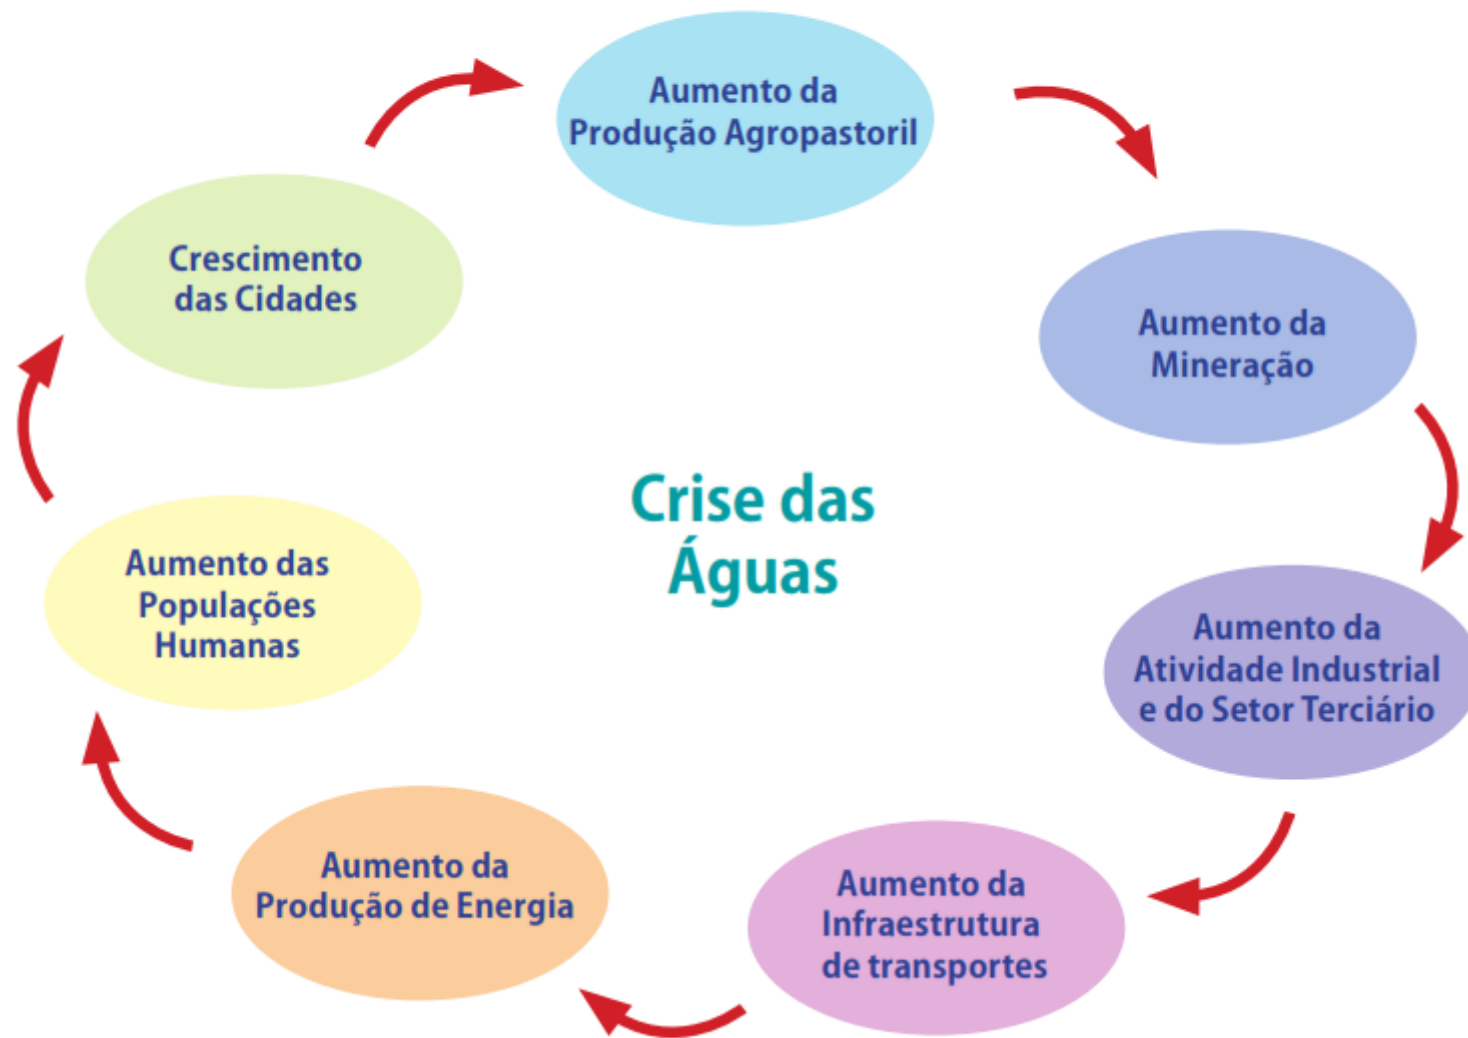 Aumento da
Produção Agropastoril
Crescimento
das Cidades
Aumento da
Mineração
Crise das
Águas
Aumento das
Populações
Humanas
Aumento da
Atividade Industrial
e do Setor Terciário
Aumento da
Produção de Energia
Aumento da
Infraestrutura
de transportes